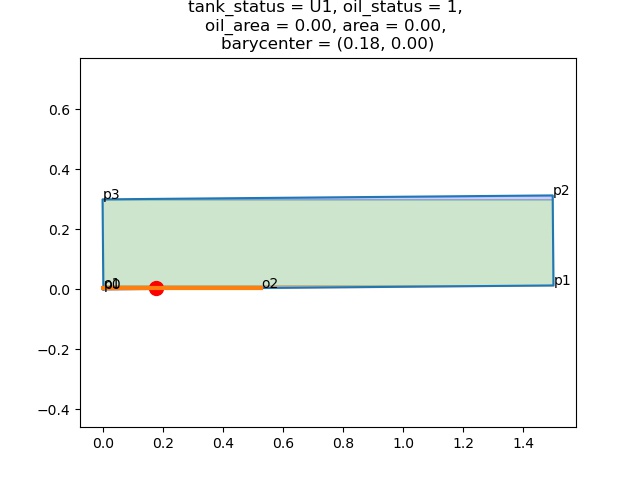 tank_status = U1, oil_status = 1,
oil_area = 0.00, area = 0.00,
barycenter = (0.18, 0.00)
0.6
0.4
p3
p2
0.2
o2
p1
0.0
−0.2
−0.4
0.0 0.2 0.4 0.6 0.8 1.0 1.2 1.4